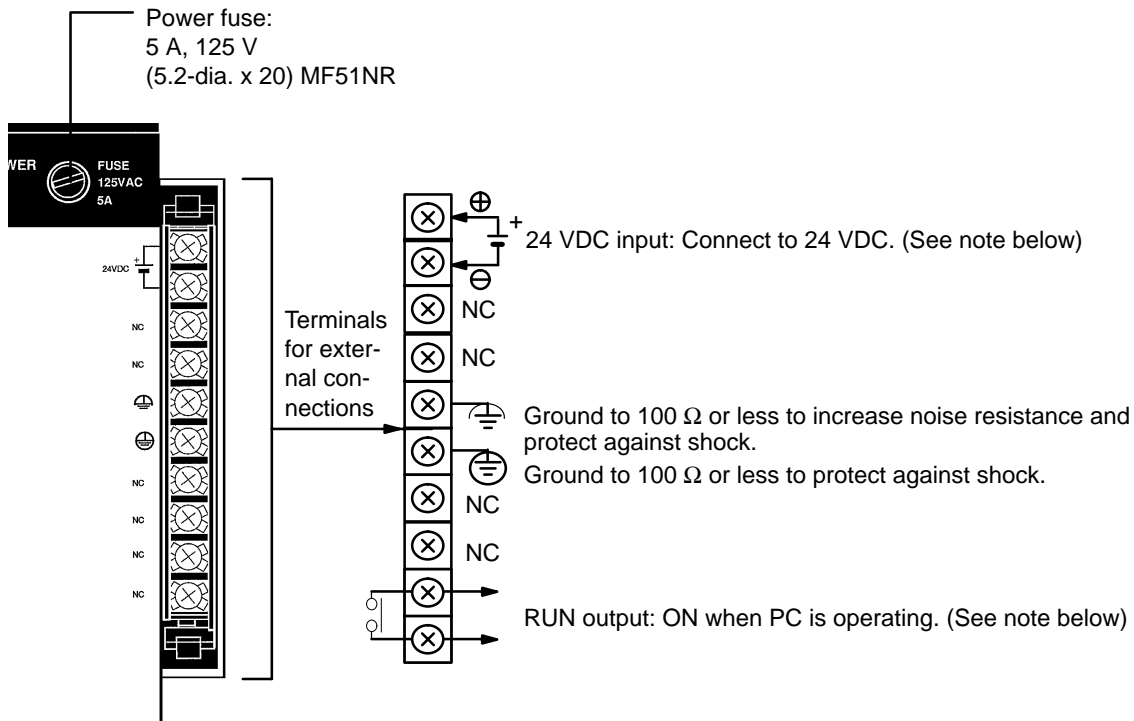 Power fuse:
5 A, 125 V
(5.2-dia. x 20) MF51NR
WER
FUSE
125VAC
5A
24VDC
+
NC
NC
NC
NC
NC
NC
Terminals
for exter-
nal con-
nections
⊕
+
24 VDC input: Connect to 24 VDC. (See note below)
⊖
NC
NC
Ground to 100 Ω or less to increase noise resistance and
protect against shock.
Ground to 100 Ω or less to protect against shock.
NC
NC
RUN output: ON when PC is operating. (See note below)